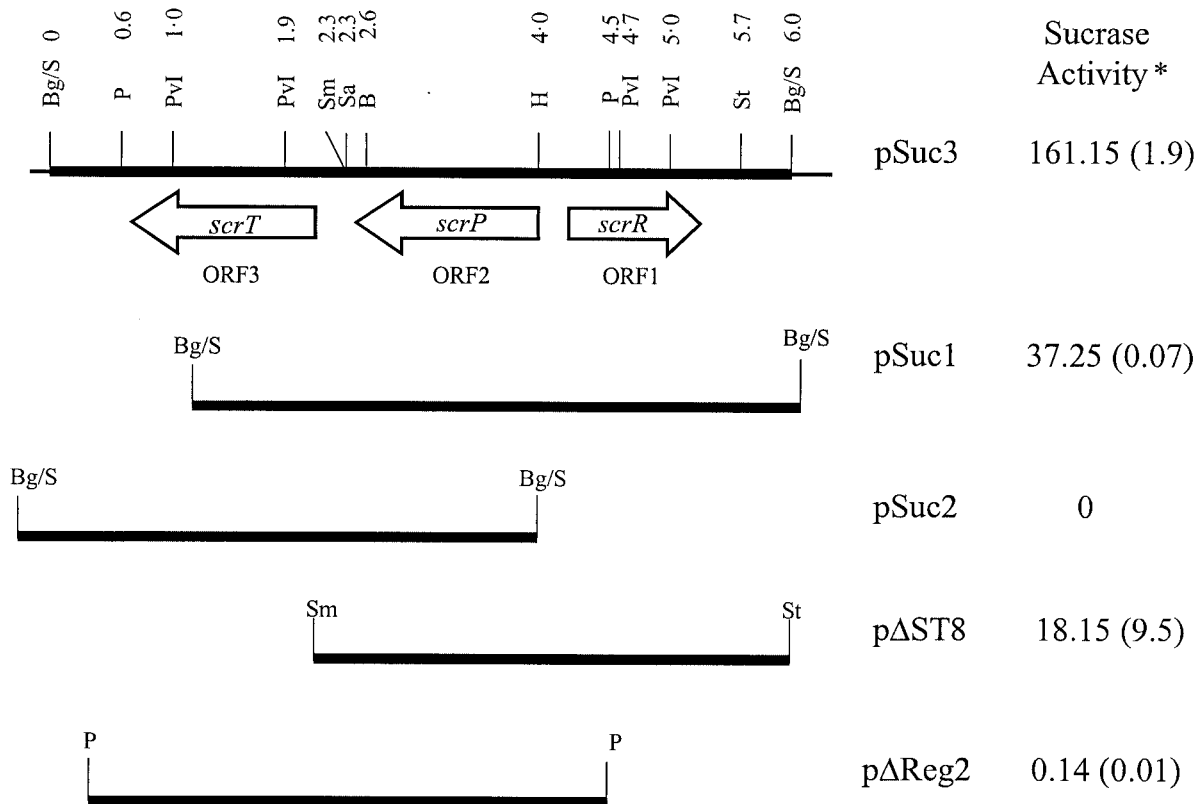 0 0.6 1·0 1.9 2.3 2.3 2.6 4·0 4.5 4·7 5·0 5.7 6.0
Bg/S P PvI PvI Sm Sa B H P PvI PvI St Bg/S
Sucrase
Activity *
pSuc3 161.15 (1.9)
scrT scrP scrR
ORF3 ORF2 ORF1
Bg/S Bg/S
pSuc1 37.25 (0.07)
Bg/S Bg/S
pSuc2 0
Sm St
pΔST8 18.15 (9.5)
P P
pΔReg2 0.14 (0.01)